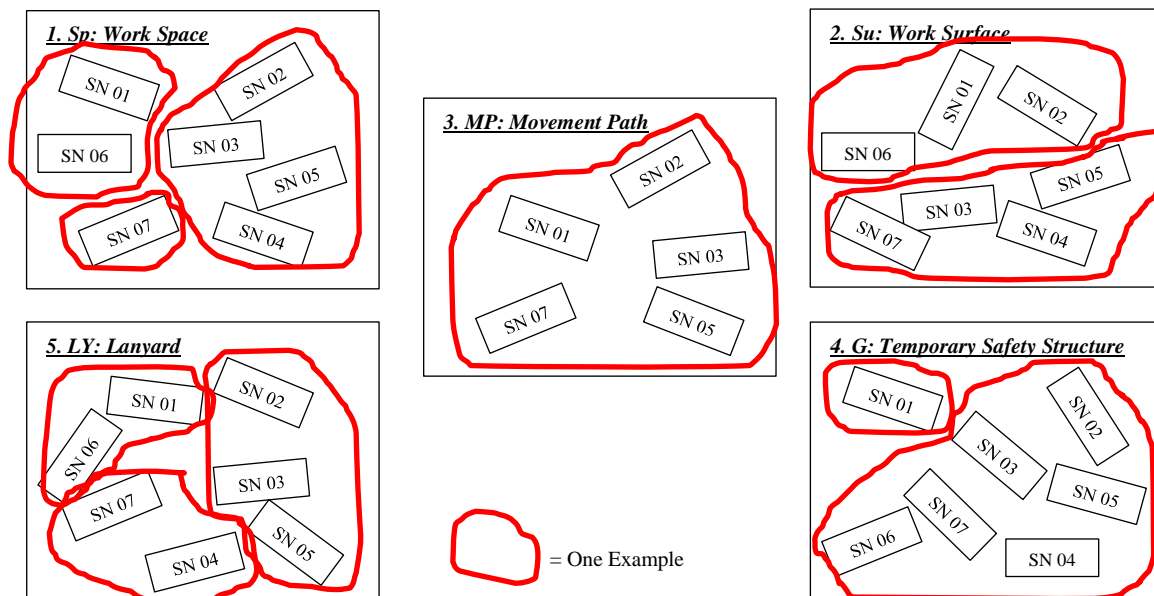 1. Sp: Work Space
SN 01
SN 02
SN 03
SN 06
SN 05
SN 07
SN 04
2. Su: Work Surface
SN 01
SN 02
SN 06
SN 05
SN 03
SN 07
SN 04
3. MP: Movement Path
SN 02
SN 01
SN 03
SN 07
SN 05
5. LY: Lanyard
SN 01
SN 02
SN 06
SN 03
SN 07
SN 05
SN 04
4. G: Temporary Safety Structure
SN 01
SN 02
SN 03
SN 05
SN 07
SN 06
SN 04
= One Example